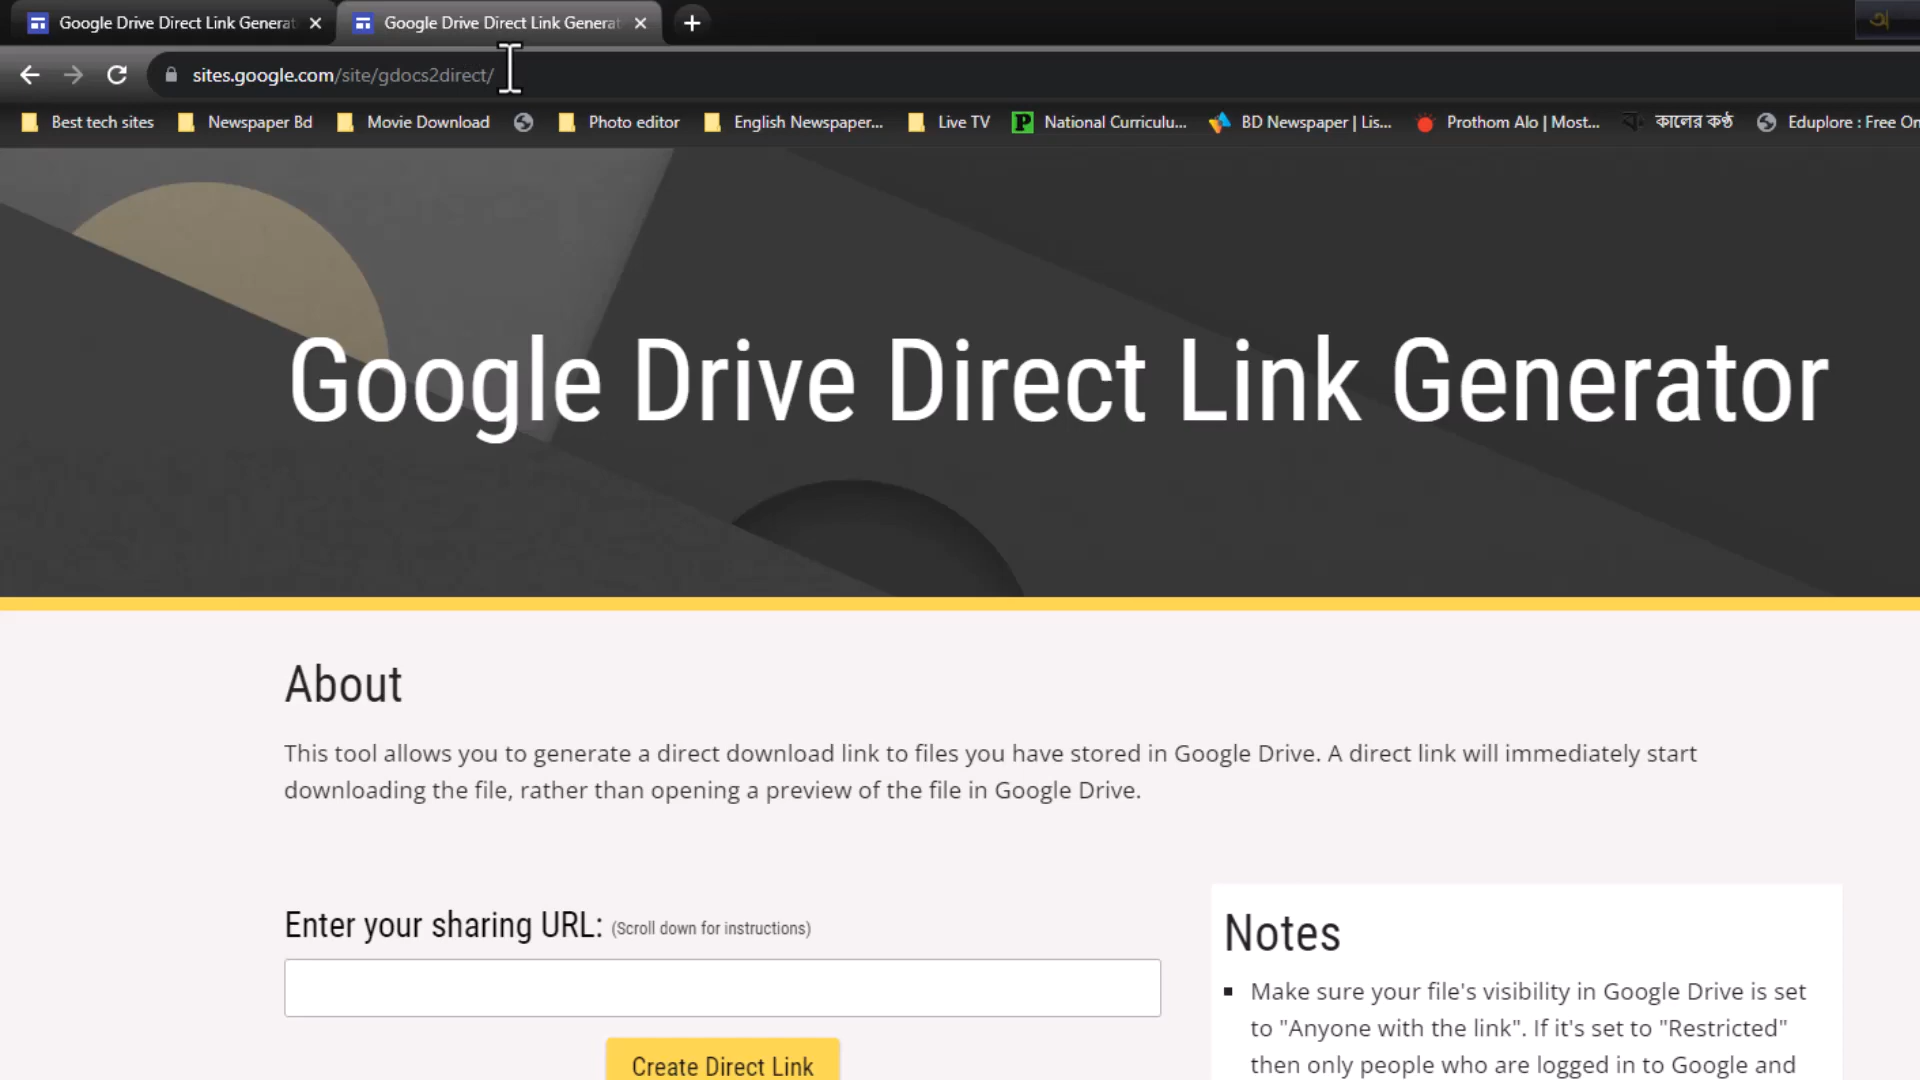 Google Drive Direct Link Genera
Google Drive Direct Link Generat
অ
sites.google.com/site/gdocs2direct/
Best tech sites
Newspaper Bd
Movie Download
Photo editor
English Newspaper...
Live TV
National Curriculu...
BD Newspaper | Lis...
Prothom Alo | Most...
কালের কণ্ঠ
Eduplore : Free On
Google Drive Direct Link Generator
About
This tool allows you to generate a direct download link to files you have stored in Google Drive. A direct link will immediately start
downloading the file, rather than opening a preview of the file in Google Drive.
Enter your sharing URL: (Scroll down for instructions)
Create Direct Link
Notes
Make sure your file's visibility in Google Drive is set
to "Anyone with the link". If it's set to "Restricted"
then only people who are logged in to Google and